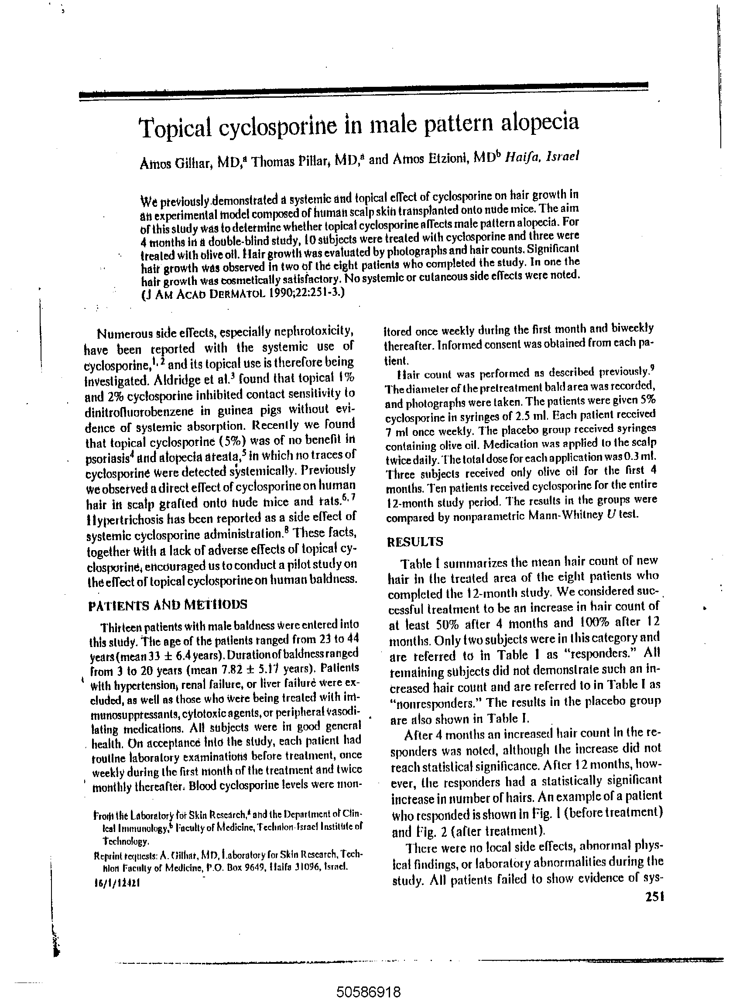 Topical cyclosporine in male pattern alopecia
Amos Gilhar, MD,ª Thomas Pillar, MD,ª and Amos Etzioni, MDᵇ Haifa, Israel
We previously demonstrated a systemic and topical effect of cyclosporine on hair growth in
an experimental model composed of human scalp skin transplanted onto nude mice. The aim
of this study was to determine whether topical cyclosporine affects male pattern alopecia. For
4 months in a double-blind study, 10 subjects were treated with cyclosporine and three were
treated with olive oil. Hair growth was evaluated by photographs and hair counts. Significant
hair growth was observed in two of the eight patients who completed the study. In one the
hair growth was cosmetically satisfactory. No systemic or cutaneous side effects were noted.
(J AM ACAD DERMATOL 1990;22:251-3.)
Numerous side effects, especially nephrotoxicity,
have been reported with the systemic use of
cyclosporine,¹,² and its topical use is therefore being
investigated. Aldridge et al.³ found that topical 1%
and 2% cyclosporine inhibited contact sensitivity to
dinitrofluorobenzene in guinea pigs without evi-
dence of systemic absorption. Recently we found
that topical cyclosporine (5%) was of no benefit in
psoriasis⁴ and alopecia areata,⁵ in which no traces of
cyclosporine were detected systemically. Previously
we observed a direct effect of cyclosporine on human
hair in scalp grafted onto nude mice and rats.⁶,⁷
Hypertrichosis has been reported as a side effect of
systemic cyclosporine administration.⁸ These facts,
together with a lack of adverse effects of topical cy-
closporine, encouraged us to conduct a pilot study on
the effect of topical cyclosporine on human baldness.
PATIENTS AND METHODS
Thirteen patients with male baldness were entered into
this study. The age of the patients ranged from 23 to 44
years (mean 33 ± 6.4 years). Duration of baldness ranged
from 3 to 20 years (mean 7.82 ± 5.17 years). Patients
with hypertension, renal failure, or liver failure were ex-
cluded, as well as those who were being treated with im-
munosuppressants, cytotoxic agents, or peripheral vasodi-
lating medications. All subjects were in good general
health. On acceptance into the study, each patient had
routine laboratory examinations before treatment, once
weekly during the first month of the treatment and twice
monthly thereafter. Blood cyclosporine levels were mon-
From the Laboratory for Skin Research,ª and the Department of Clin-
ical Immunology,ᵇ Faculty of Medicine, Technion-Israel Institute of
Technology.
Reprint requests: A. Gilhar, MD, Laboratory for Skin Research, Tech-
nion Faculty of Medicine, P.O. Box 9649, Haifa 31096, Israel.
16/1/12421
itored once weekly during the first month and biweekly
thereafter. Informed consent was obtained from each pa-
tient.
Hair count was performed as described previously.⁹
The diameter of the pretreatment bald area was recorded,
and photographs were taken. The patients were given 5%
cyclosporine in syringes of 2.5 ml. Each patient received
7 ml once weekly. The placebo group received syringes
containing olive oil. Medication was applied to the scalp
twice daily. The total dose for each application was 0.3 ml.
Three subjects received only olive oil for the first 4
months. Ten patients received cyclosporine for the entire
12-month study period. The results in the groups were
compared by nonparametric Mann-Whitney U test.
RESULTS
Table I summarizes the mean hair count of new
hair in the treated area of the eight patients who
completed the 12-month study. We considered suc-
cessful treatment to be an increase in hair count of
at least 50% after 4 months and 100% after 12
months. Only two subjects were in this category and
are referred to in Table I as "responders." All
remaining subjects did not demonstrate such an in-
creased hair count and are referred to in Table I as
"nonresponders." The results in the placebo group
are also shown in Table I.
After 4 months an increased hair count in the re-
sponders was noted, although the increase did not
reach statistical significance. After 12 months, how-
ever, the responders had a statistically significant
increase in number of hairs. An example of a patient
who responded is shown in Fig. 1 (before treatment)
and Fig. 2 (after treatment).
There were no local side effects, abnormal phys-
ical findings, or laboratory abnormalities during the
study. All patients failed to show evidence of sys-
251
50586918